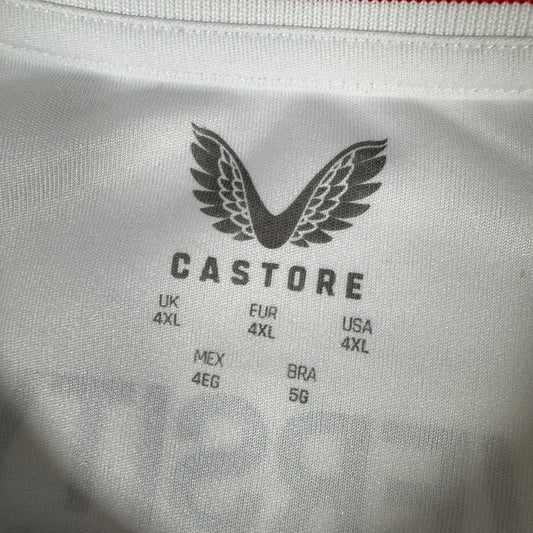 CASTORE
UK EUR USA
4XL 4XL 4XL
MEX BRA
4EG 5G